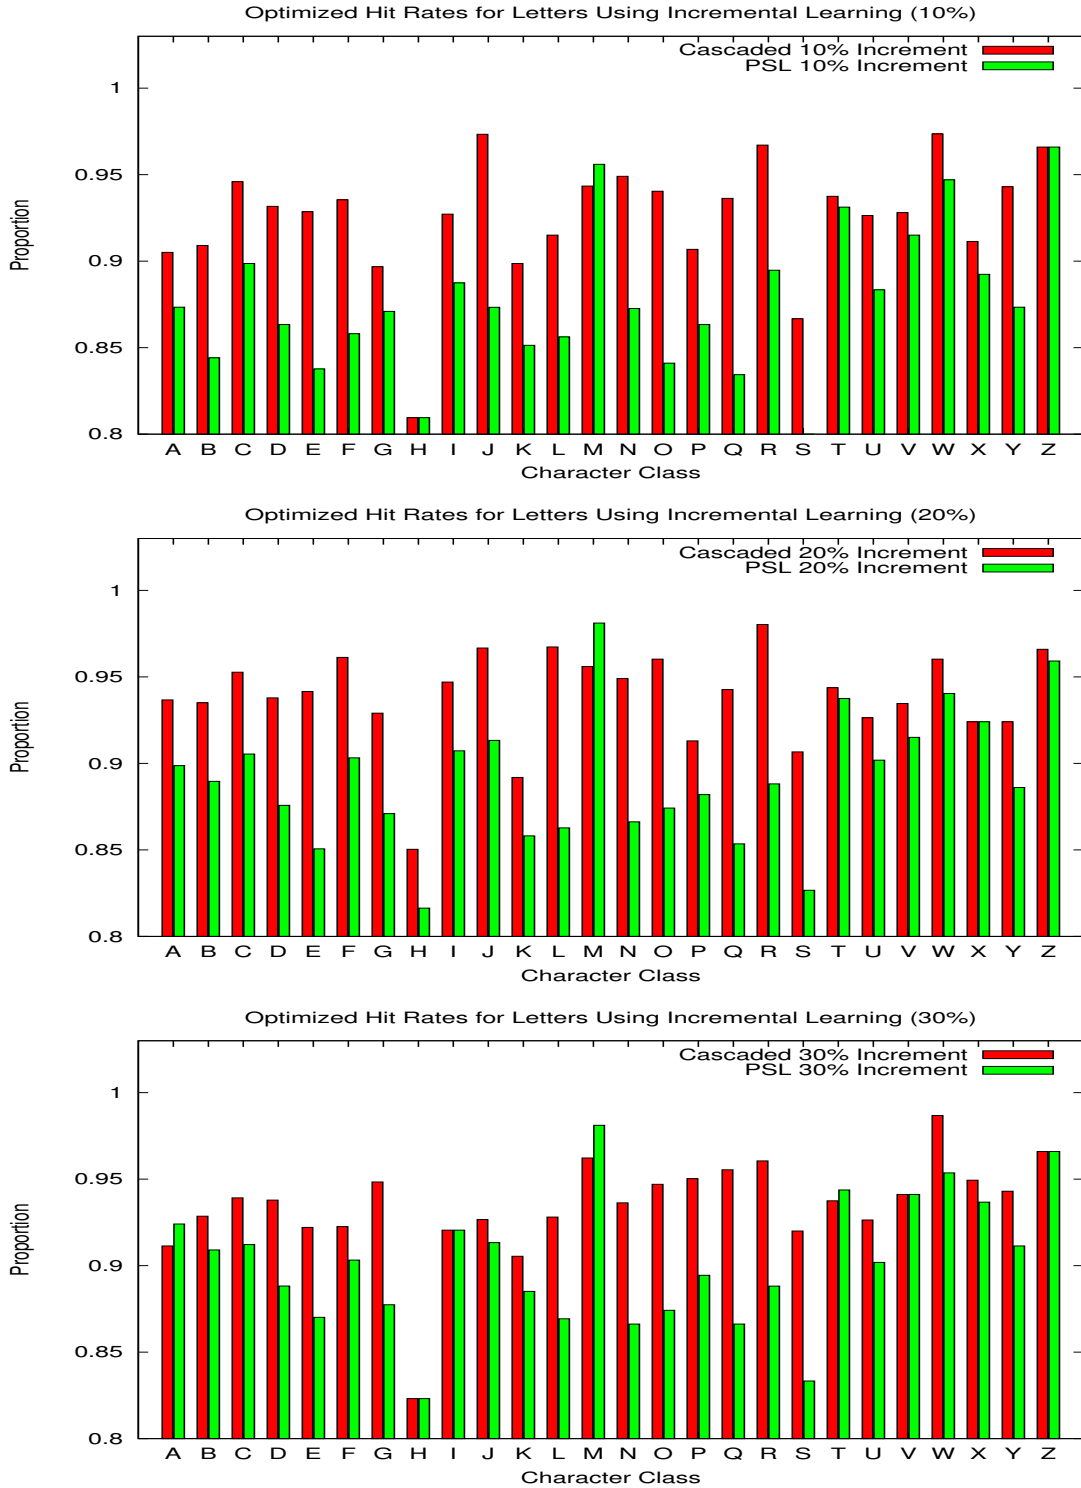 Optimized Hit Rates for Letters Using Incremental Learning (10%)
Cascaded 10% Increment
PSL 10% Increment
1
0.95
0.9
0.85
0.8
Proportion
A B C D E F G H I J K L M N O P Q R S T U V W X Y Z
Character Class
Optimized Hit Rates for Letters Using Incremental Learning (20%)
Cascaded 20% Increment
PSL 20% Increment
1
0.95
0.9
0.85
0.8
Proportion
A B C D E F G H I J K L M N O P Q R S T U V W X Y Z
Character Class
Optimized Hit Rates for Letters Using Incremental Learning (30%)
Cascaded 30% Increment
PSL 30% Increment
1
0.95
0.9
0.85
0.8
Proportion
A B C D E F G H I J K L M N O P Q R S T U V W X Y Z
Character Class